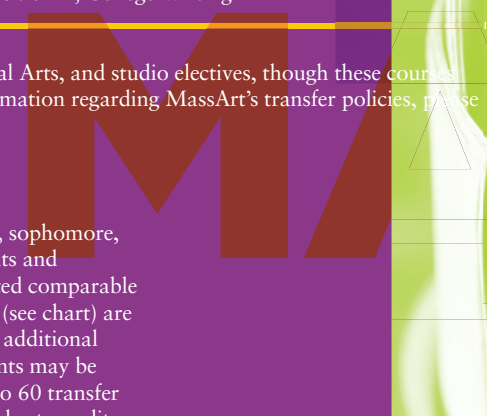 al Arts, and studio electives, though these courses
mation regarding MassArt’s transfer policies, please
MA
, sophomore,
ts and
ed comparable
(see chart) are
additional
nts may be
o 60 transfer